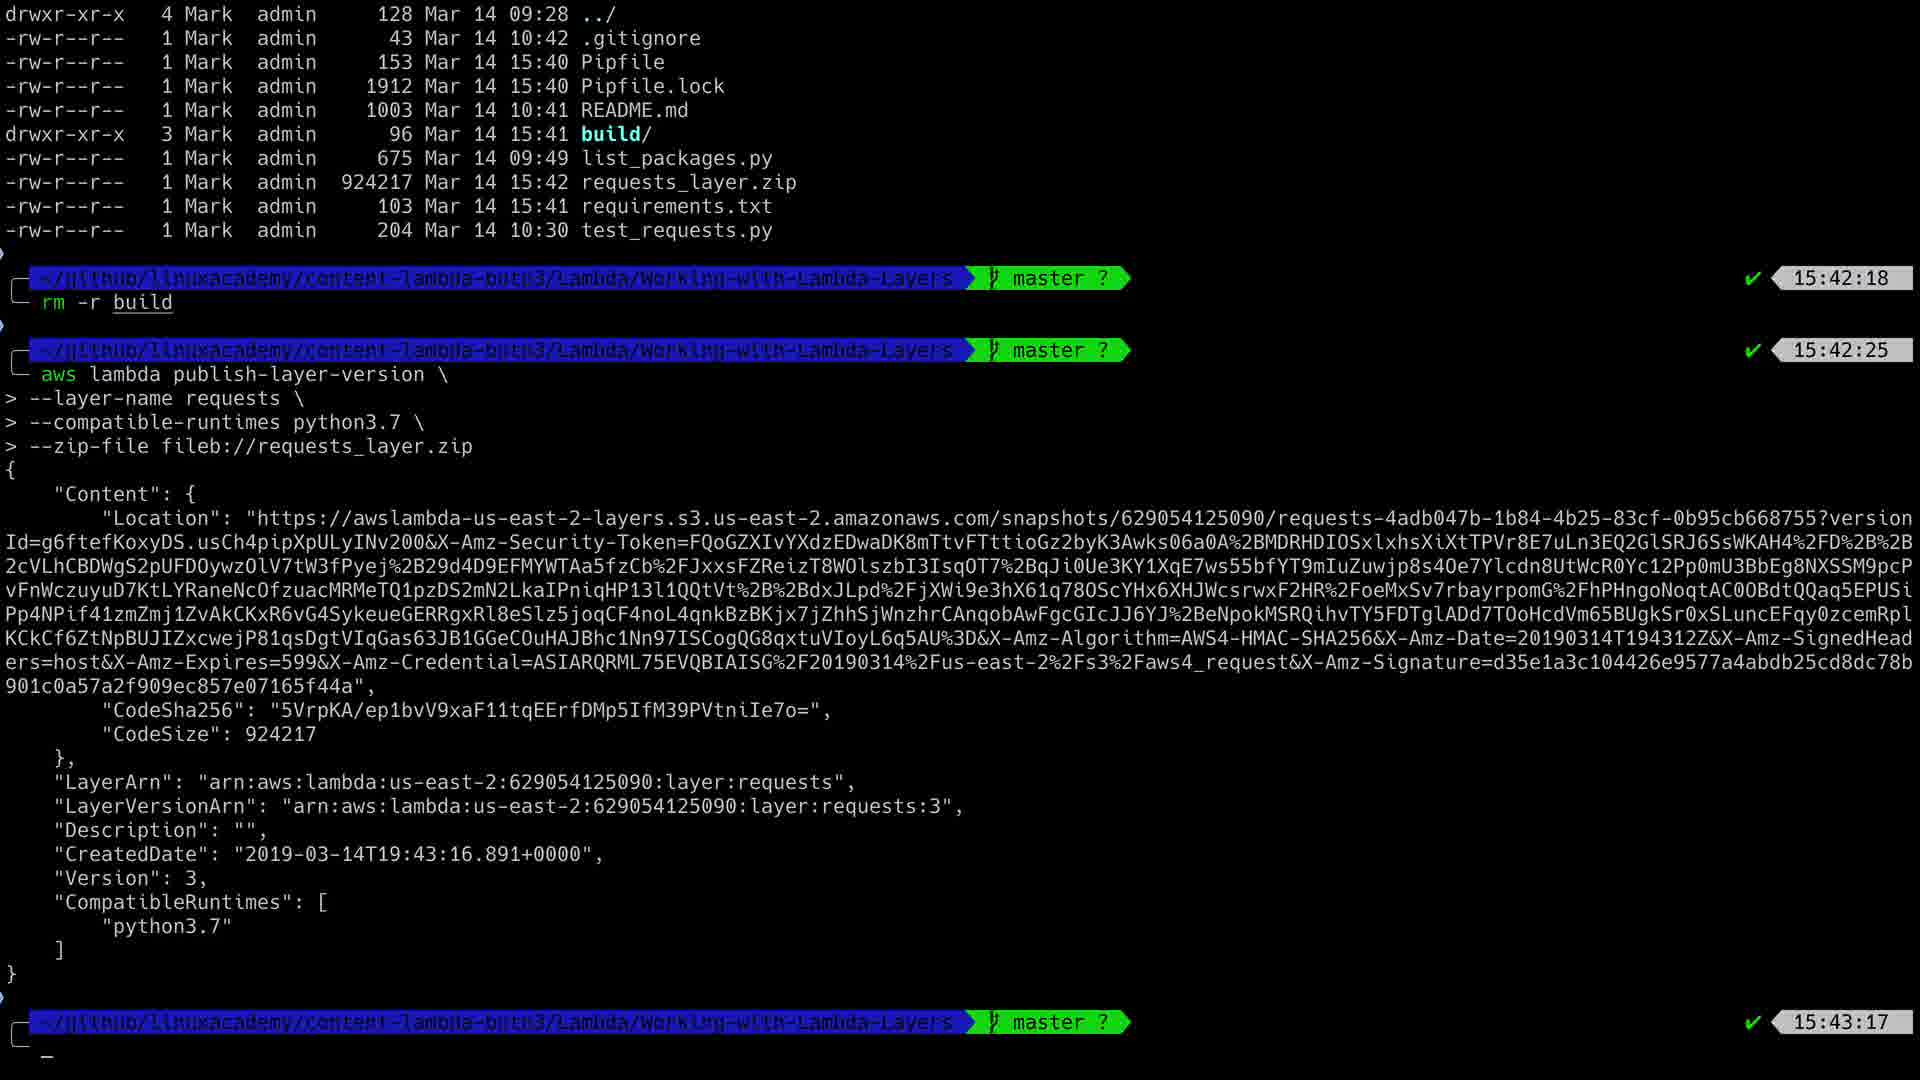 drwxr-xr-x   4 Mark  admin     128 Mar 14 09:28 ../
-rw-r--r--   1 Mark  admin      43 Mar 14 10:42 .gitignore
-rw-r--r--   1 Mark  admin     153 Mar 14 15:40 Pipfile
-rw-r--r--   1 Mark  admin    1912 Mar 14 15:40 Pipfile.lock
-rw-r--r--   1 Mark  admin    1003 Mar 14 10:41 README.md
drwxr-xr-x   3 Mark  admin      96 Mar 14 15:41 build/
-rw-r--r--   1 Mark  admin     675 Mar 14 09:49 list_packages.py
-rw-r--r--   1 Mark  admin  924217 Mar 14 15:42 requests_layer.zip
-rw-r--r--   1 Mark  admin     103 Mar 14 15:41 requirements.txt
-rw-r--r--   1 Mark  admin     204 Mar 14 10:30 test_requests.py
~/github/linuxacademy/content-lambda-boto3/Lambda/Working-with-Lambda-Layers master ? ✔ 15:42:18
rm -r build
~/github/linuxacademy/content-lambda-boto3/Lambda/Working-with-Lambda-Layers master ? ✔ 15:42:25
aws lambda publish-layer-version \
> --layer-name requests \
> --compatible-runtimes python3.7 \
> --zip-file fileb://requests_layer.zip
{
    "Content": {
        "Location": "https://awslambda-us-east-2-layers.s3.us-east-2.amazonaws.com/snapshots/629054125090/requests-4adb047b-1b84-4b25-83cf-0b95cb668755?version
Id=g6ftefKoxyDS.usCh4pipXpULyINv200&X-Amz-Security-Token=FQoGZXIvYXdzEDwaDK8mTtvFTttioGz2byK3Awks06a0A%2BMDRHDIOSxlxhsXiXtTPVr8E7uLn3EQ2GlSRJ6SsWKAH4%2FD%2B%2B
2cVLhCBDWgS2pUFDOywzOlV7tW3fPyej%2B29d4D9EFMYWTAa5fzCb%2FJxxsFZReizT8WOlszbI3IsqOT7%2BqJi0Ue3KY1XqE7ws55bfYT9mIuZuwjp8s4Oe7Ylcdn8UtWcR0Yc12Pp0mU3BbEg8NXSSM9pcP
vFnWczuyuD7KtLYRaneNcOfzuacMRMeTQ1pzDS2mN2LkaIPniqHP13l1QQtVt%2B%2BdxJLpd%2FjXWi9e3hX61q78OScYHx6XHJWcsrwxF2HR%2FoeMxSv7rbayrpomG%2FhPHngoNoqtAC0OBdtQQaq5EPUSi
Pp4NPif41zmZmj1ZvAkCKxR6vG4SykeueGERRgxRl8eSlz5joqCF4noL4qnkBzBKjx7jZhhSjWnzhrCAnqobAwFgcGIcJJ6YJ%2BeNpokMSRQihvTY5FDTglADd7TOoHcdVm65BUgkSr0xSLuncEFqy0zcemRpl
KCkCf6ZtNpBUJIZxcwejP81qsDgtVIqGas63JB1GGeCOuHAJBhc1Nn97ISCoqQG8qxtuVIoyL6q5AU%3D&X-Amz-Algorithm=AWS4-HMAC-SHA256&X-Amz-Date=20190314T194312Z&X-Amz-SignedHead
ers=host&X-Amz-Expires=599&X-Amz-Credential=ASIARQRML75EVQBIAISG%2F20190314%2Fus-east-2%2Fs3%2Faws4_request&X-Amz-Signature=d35e1a3c104426e9577a4abdb25cd8dc78b
901c0a57a2f909ec857e07165f44a",
        "CodeSha256": "5VrpKA/ep1bvV9xaF11tqEErfDMp5IfM39PVtniIe7o=",
        "CodeSize": 924217
    },
    "LayerArn": "arn:aws:lambda:us-east-2:629054125090:layer:requests",
    "LayerVersionArn": "arn:aws:lambda:us-east-2:629054125090:layer:requests:3",
    "Description": "",
    "CreatedDate": "2019-03-14T19:43:16.891+0000",
    "Version": 3,
    "CompatibleRuntimes": [
        "python3.7"
    ]
}
~/github/linuxacademy/content-lambda-boto3/Lambda/Working-with-Lambda-Layers master ? ✔ 15:43:17